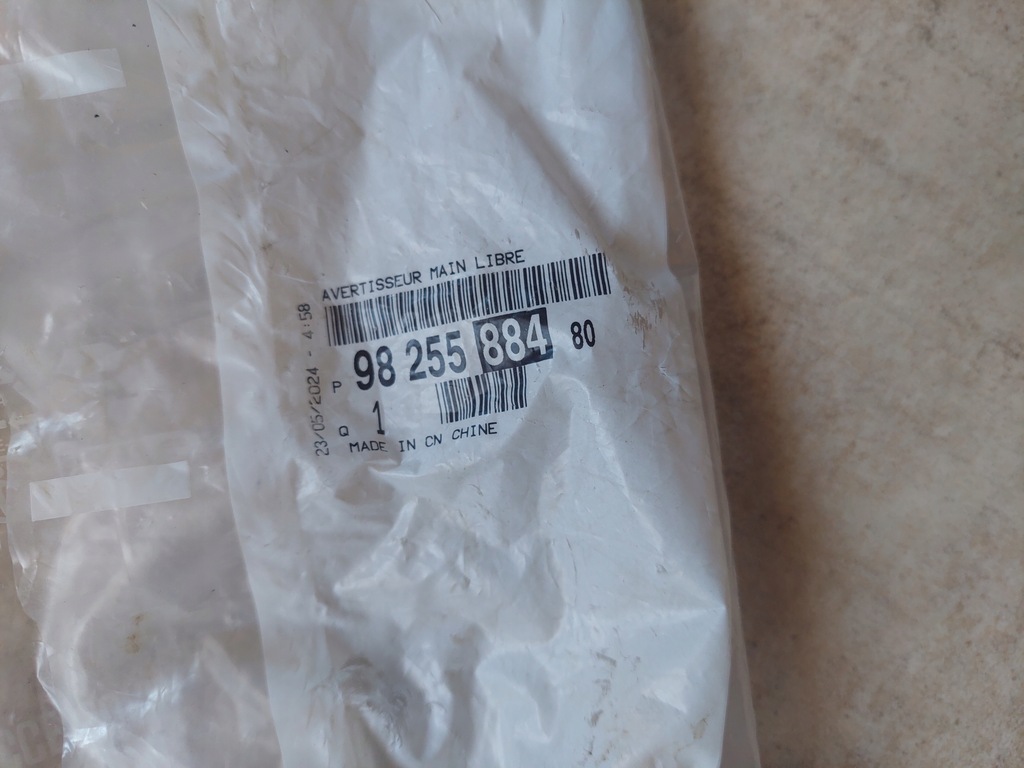 AVERTISSEUR MAIN LIBRE
P 98 255 884 80
Q 1
MADE IN CN CHINE
23/05/2024 - 4:58